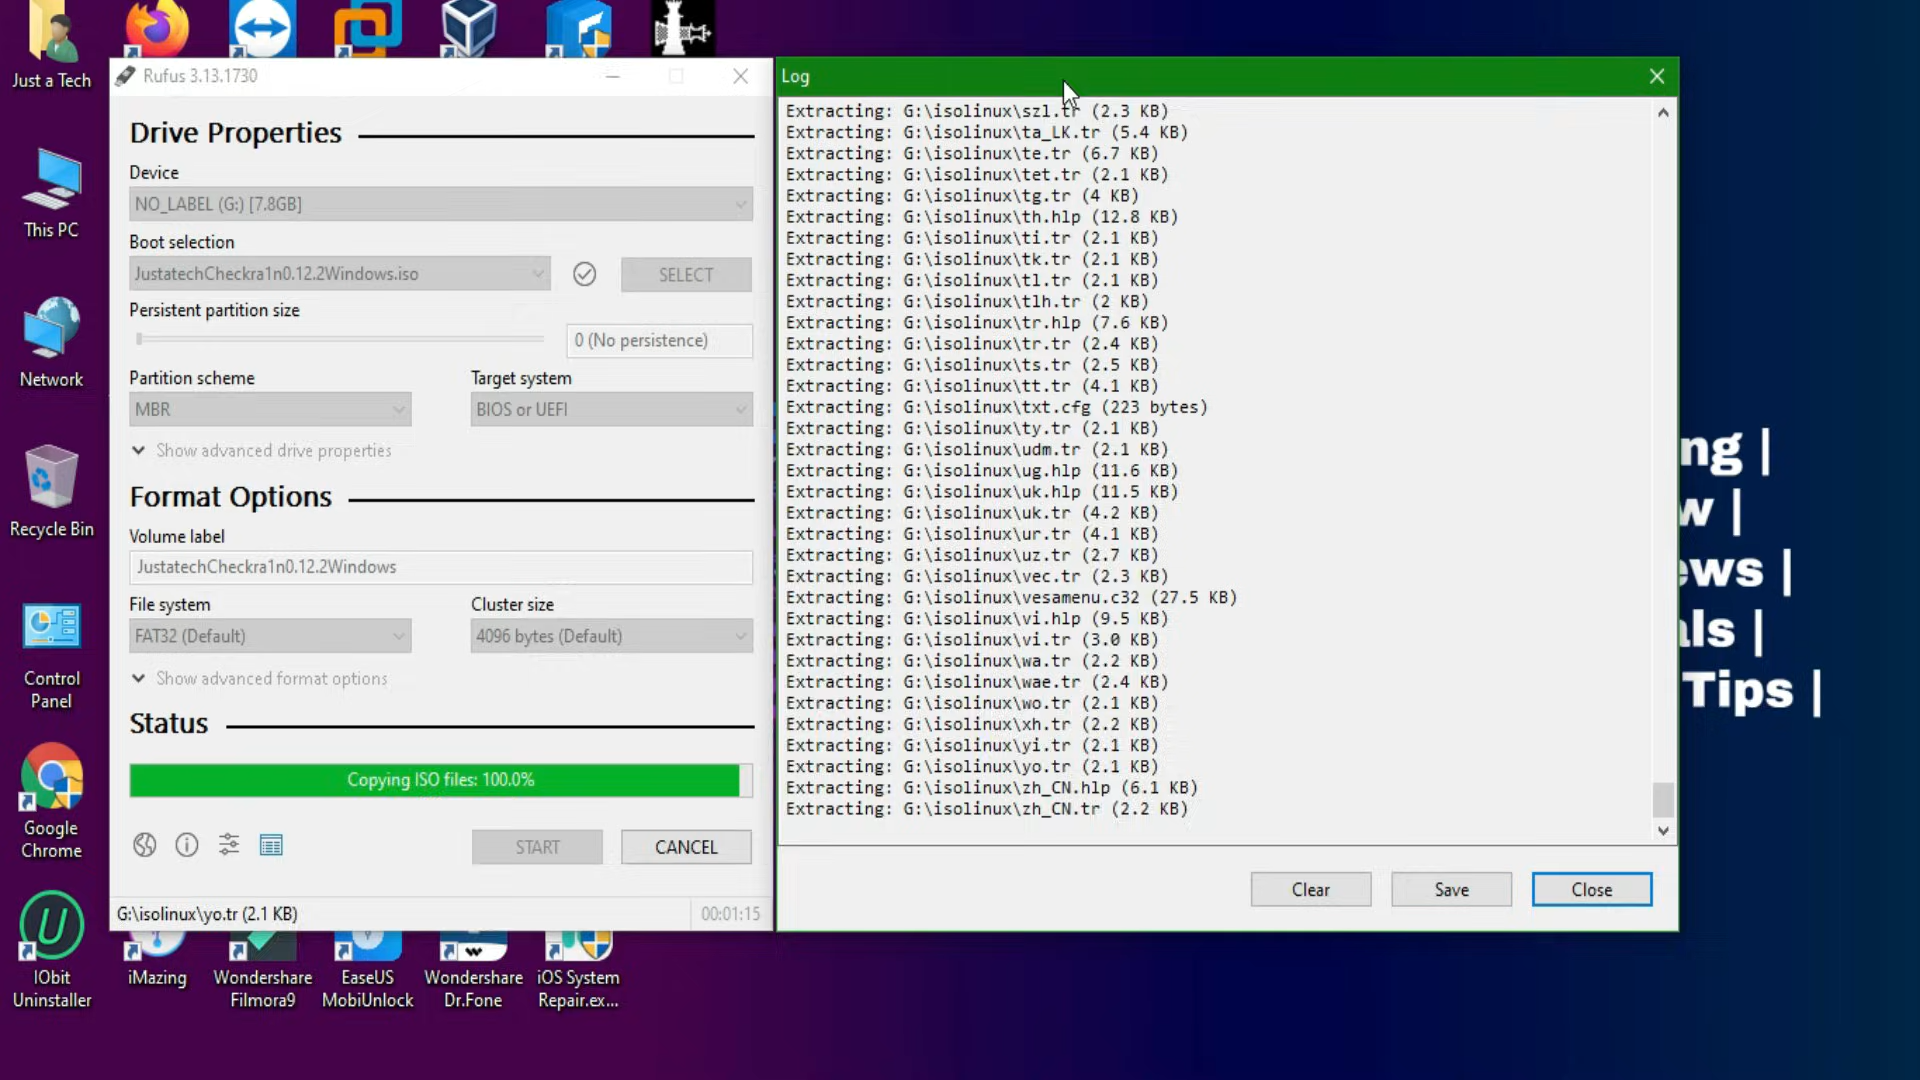 Just a Tech
This PC
Network
Recycle Bin
Control
Panel
Google
Chrome
IObit
Uninstaller
iMazing
Wondershare
Filmora9
EaseUS
MobiUnlock
Wondershare
Dr.Fone
iOS System
Repair.ex...
Rufus 3.13.1730
Drive Properties
Device
NO_LABEL (G:) [7.8GB]
Boot selection
JustatechCheckra1n0.12.2Windows.iso
SELECT
Persistent partition size
0 (No persistence)
Partition scheme
Target system
MBR
BIOS or UEFI
Show advanced drive properties
Format Options
Volume label
JustatechCheckra1n0.12.2Windows
File system
Cluster size
FAT32 (Default)
4096 bytes (Default)
Show advanced format options
Status
Copying ISO files: 100.0%
START
CANCEL
G:\isolinux\yo.tr (2.1 KB)
00:01:15
Log
Extracting: G:\isolinux\szl.tr (2.3 KB)
Extracting: G:\isolinux\ta_LK.tr (5.4 KB)
Extracting: G:\isolinux\te.tr (6.7 KB)
Extracting: G:\isolinux\tet.tr (2.1 KB)
Extracting: G:\isolinux\tg.tr (4 KB)
Extracting: G:\isolinux\th.hlp (12.8 KB)
Extracting: G:\isolinux\ti.tr (2.1 KB)
Extracting: G:\isolinux\tk.tr (2.1 KB)
Extracting: G:\isolinux\tl.tr (2.1 KB)
Extracting: G:\isolinux\tlh.tr (2 KB)
Extracting: G:\isolinux\tr.hlp (7.6 KB)
Extracting: G:\isolinux\tr.tr (2.4 KB)
Extracting: G:\isolinux\ts.tr (2.5 KB)
Extracting: G:\isolinux\tt.tr (4.1 KB)
Extracting: G:\isolinux\txt.cfg (223 bytes)
Extracting: G:\isolinux\ty.tr (2.1 KB)
Extracting: G:\isolinux\udm.tr (2.1 KB)
Extracting: G:\isolinux\ug.hlp (11.6 KB)
Extracting: G:\isolinux\uk.hlp (11.5 KB)
Extracting: G:\isolinux\uk.tr (4.2 KB)
Extracting: G:\isolinux\ur.tr (4.1 KB)
Extracting: G:\isolinux\uz.tr (2.7 KB)
Extracting: G:\isolinux\vec.tr (2.3 KB)
Extracting: G:\isolinux\vesamenu.c32 (27.5 KB)
Extracting: G:\isolinux\vi.hlp (9.5 KB)
Extracting: G:\isolinux\vi.tr (3.0 KB)
Extracting: G:\isolinux\wa.tr (2.2 KB)
Extracting: G:\isolinux\wae.tr (2.4 KB)
Extracting: G:\isolinux\wo.tr (2.1 KB)
Extracting: G:\isolinux\xh.tr (2.2 KB)
Extracting: G:\isolinux\yi.tr (2.1 KB)
Extracting: G:\isolinux\yo.tr (2.1 KB)
Extracting: G:\isolinux\zh_CN.hlp (6.1 KB)
Extracting: G:\isolinux\zh_CN.tr (2.2 KB)
Clear
Save
Close
ng |
w |
ews |
als |
Tips |